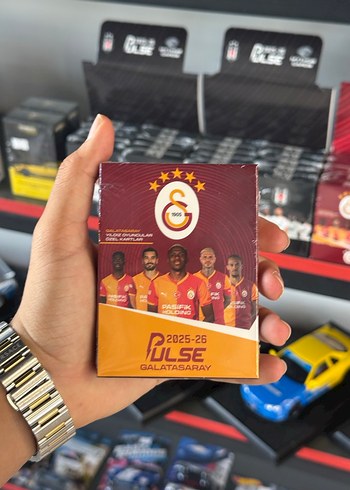 PULSE
PULSE
1905
GALATASARAY
YILDIZ OYUNCULAR
ÖZEL KARTLARI
PASIFIK
HOLDING
2025-26
PULSE
GALATASARAY